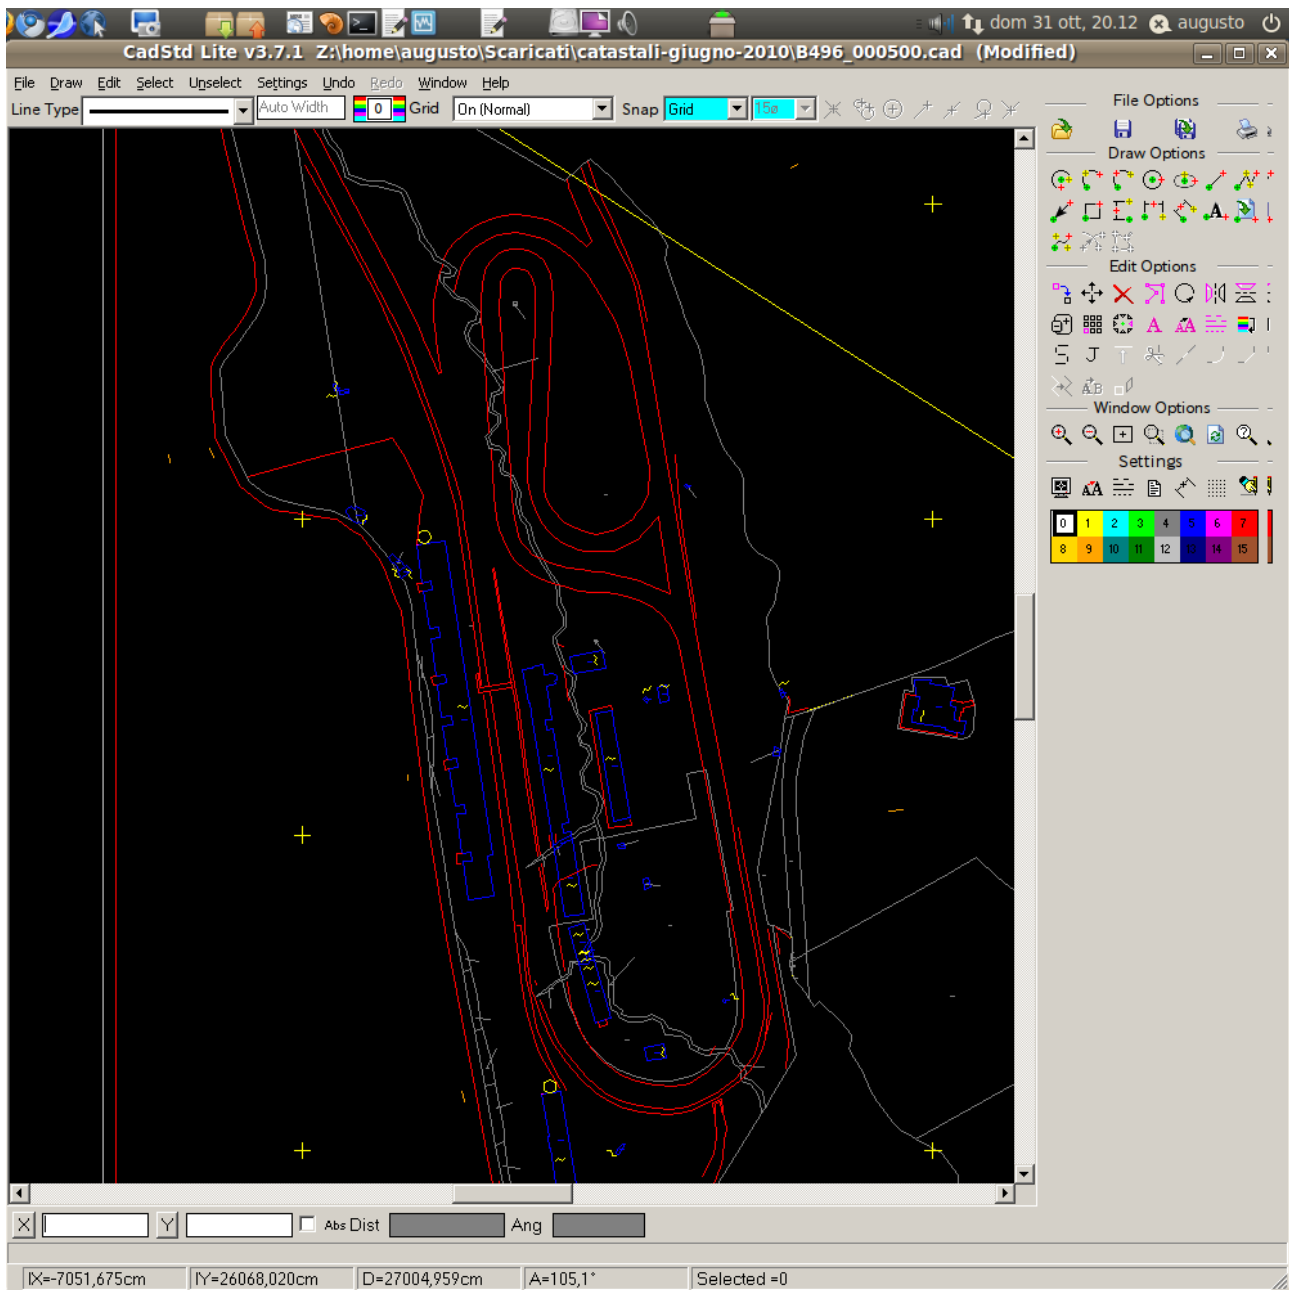 dom 31 ott, 20.12 augusto
CadStd Lite v3.7.1 Z:\home\augusto\Scaricati\catastali-giugno-2010\B496_000500.cad (Modified)
File Draw Edit Select Unselect Settings Undo Redo Window Help
Line Type Auto Width 0 Grid On (Normal) Snap Grid 15ø
File Options
Draw Options
Edit Options
Window Options
Settings
0 1 2 3 4 5 6 7
8 9 10 11 12 13 14 15
X Y Abs Dist Ang
IX=-7051,675cm IY=26068,020cm D=27004,959cm A=105,1° Selected =0